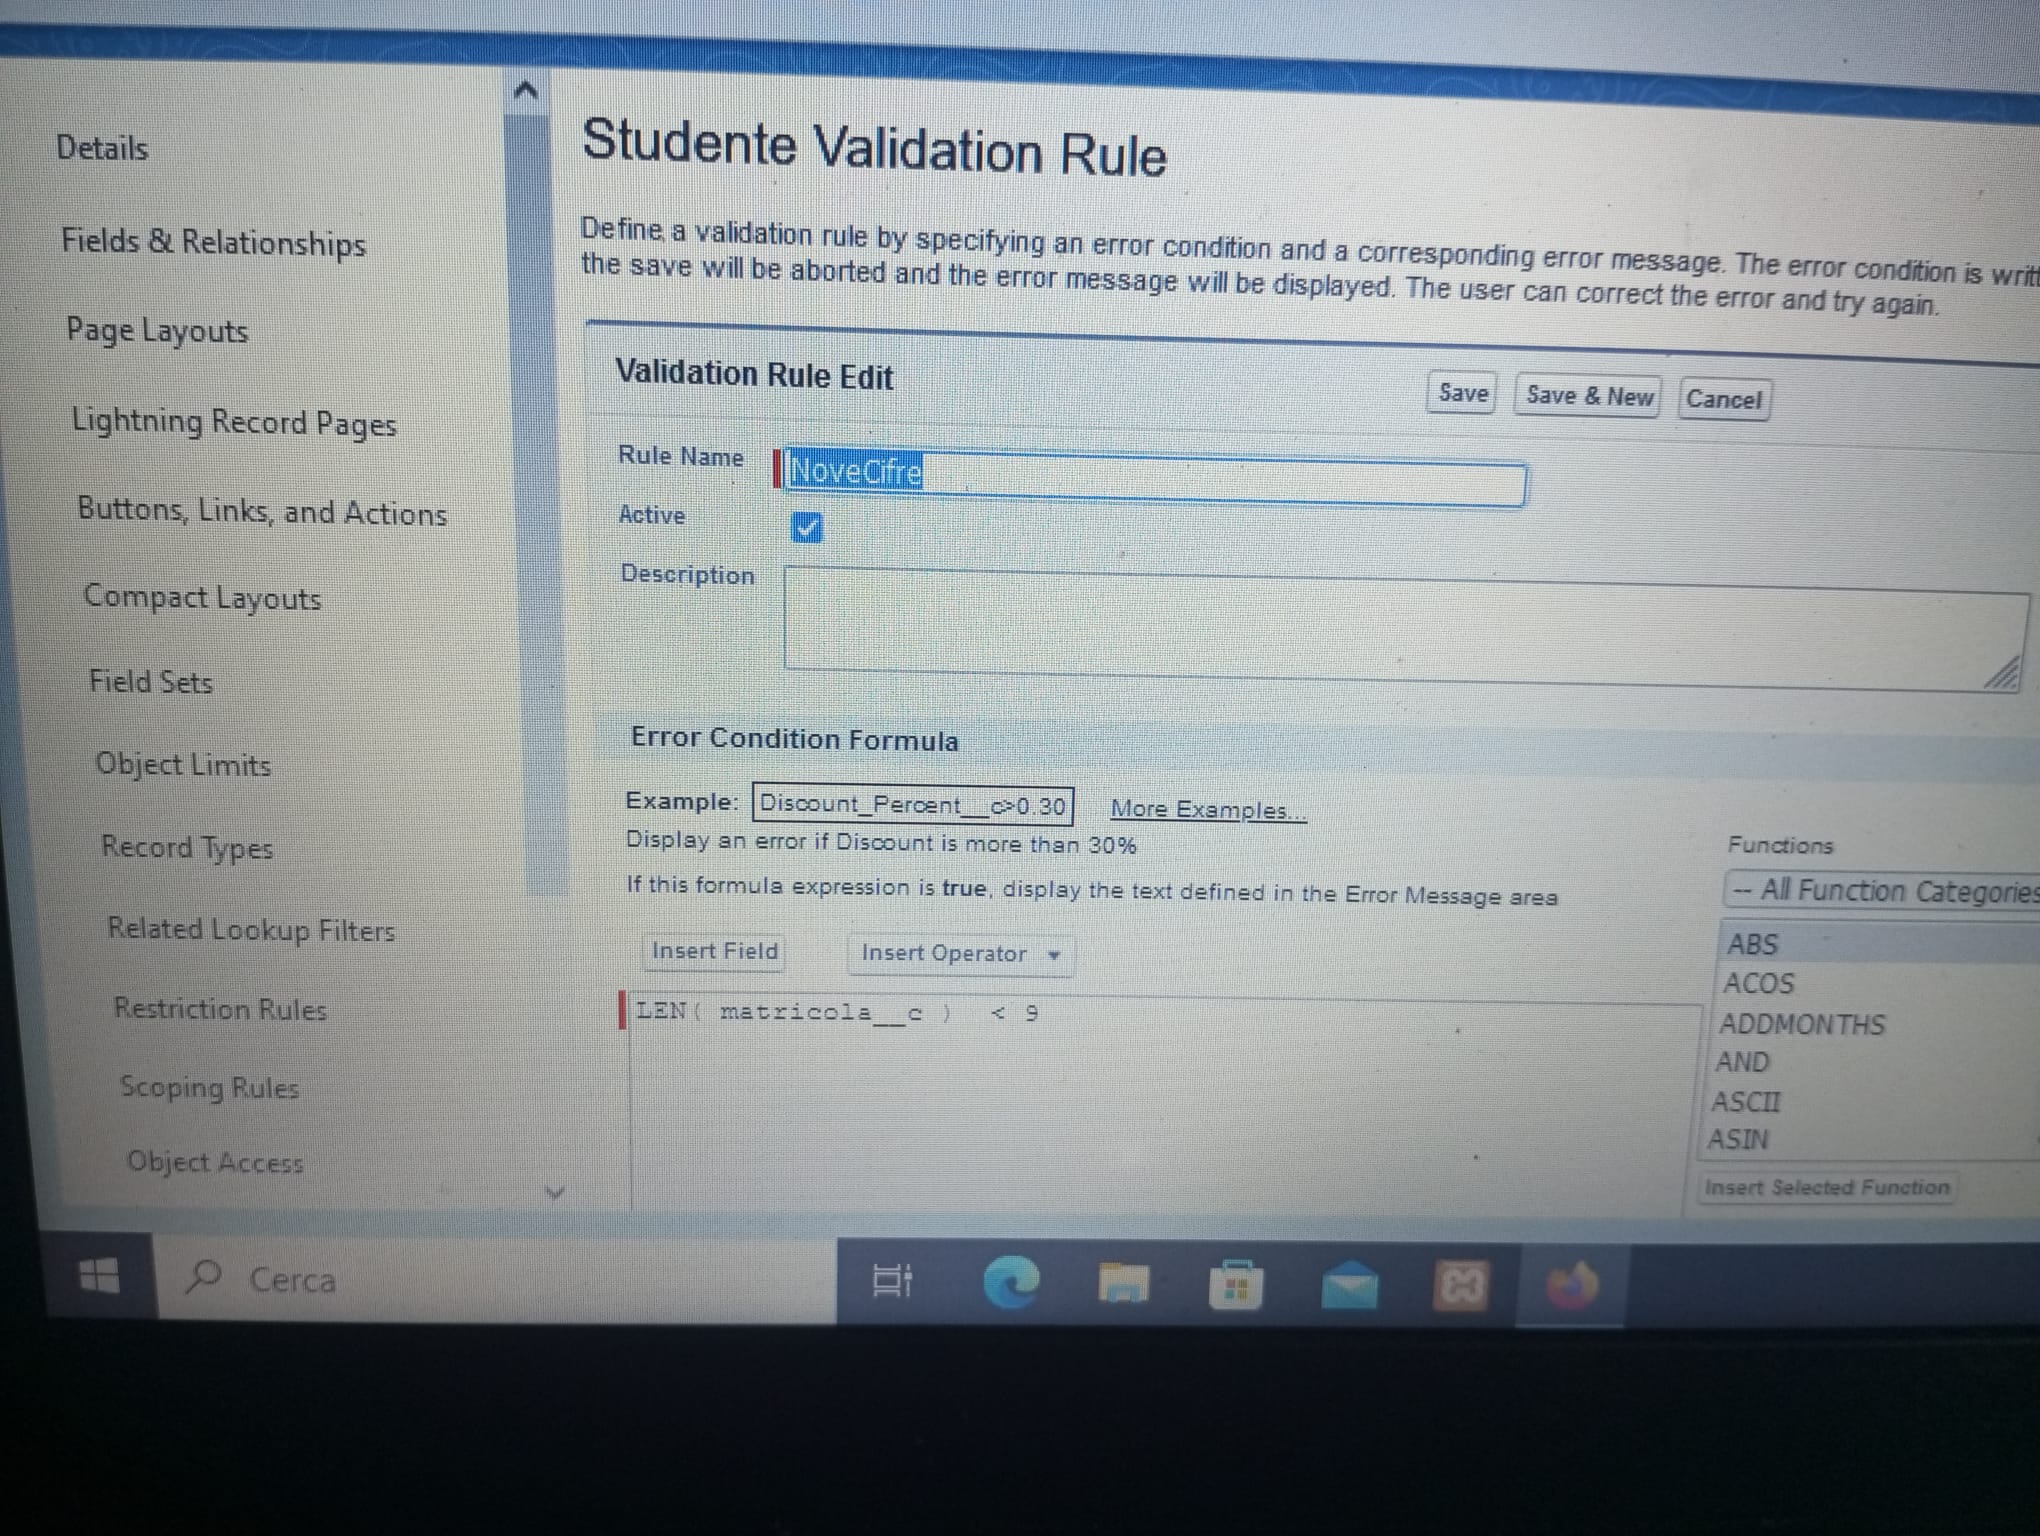 Details
Fields & Relationships
Page Layouts
Lightning Record Pages
Buttons, Links, and Actions
Compact Layouts
Field Sets
Object Limits
Record Types
Related Lookup Filters
Restriction Rules
Scoping Rules
Object Access
Studente Validation Rule
Define a validation rule by specifying an error condition and a corresponding error message. The error condition is writt
the save will be aborted and the error message will be displayed. The user can correct the error and try again.
Validation Rule Edit
Save
Save & New
Cancel
Rule Name
NoveCifre
Active
Description
Error Condition Formula
Example: Discount_Percent__c>0.30 More Examples...
Display an error if Discount is more than 30%
If this formula expression is true, display the text defined in the Error Message area
Insert Field
Insert Operator
LEN( matricola__c ) < 9
Functions
-- All Function Categories
ABS
ACOS
ADDMONTHS
AND
ASCII
ASIN
Insert Selected Function
Cerca